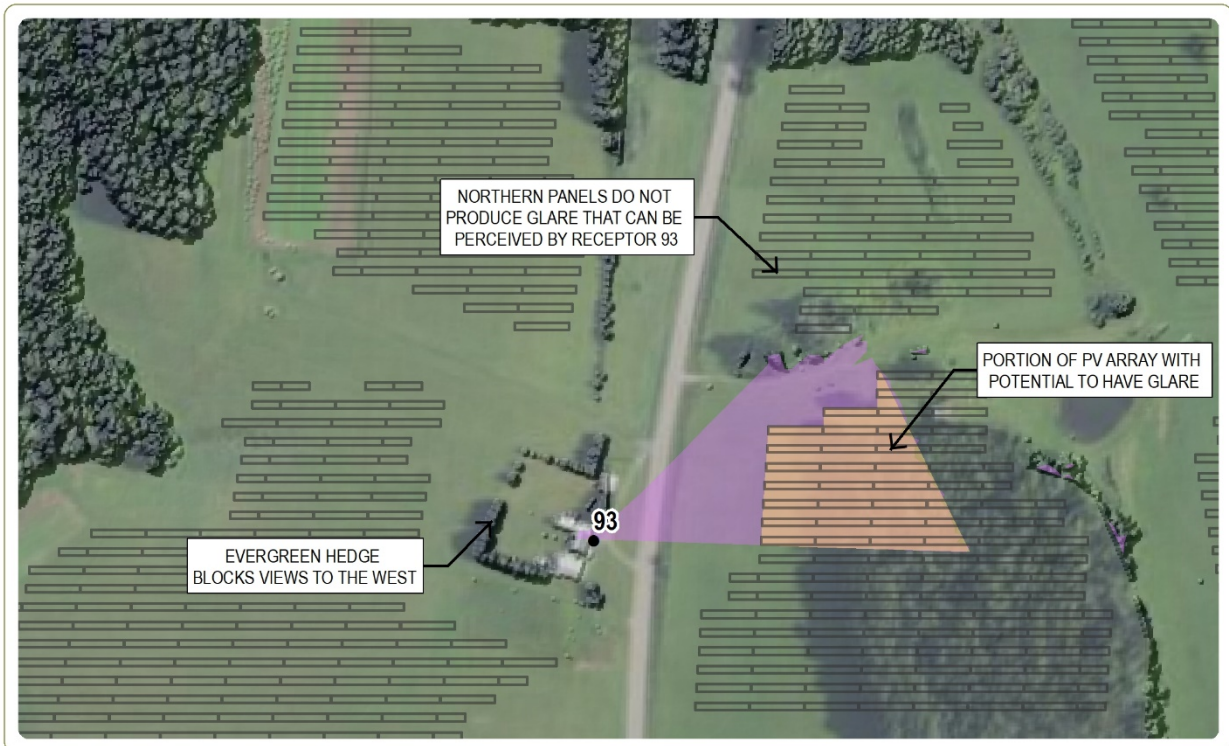 NORTHERN PANELS DO NOT
PRODUCE GLARE THAT CAN BE
PERCEIVED BY RECEPTOR 93
PORTION OF PV ARRAY WITH
POTENTIAL TO HAVE GLARE
93
EVERGREEN HEDGE
BLOCKS VIEWS TO THE WEST